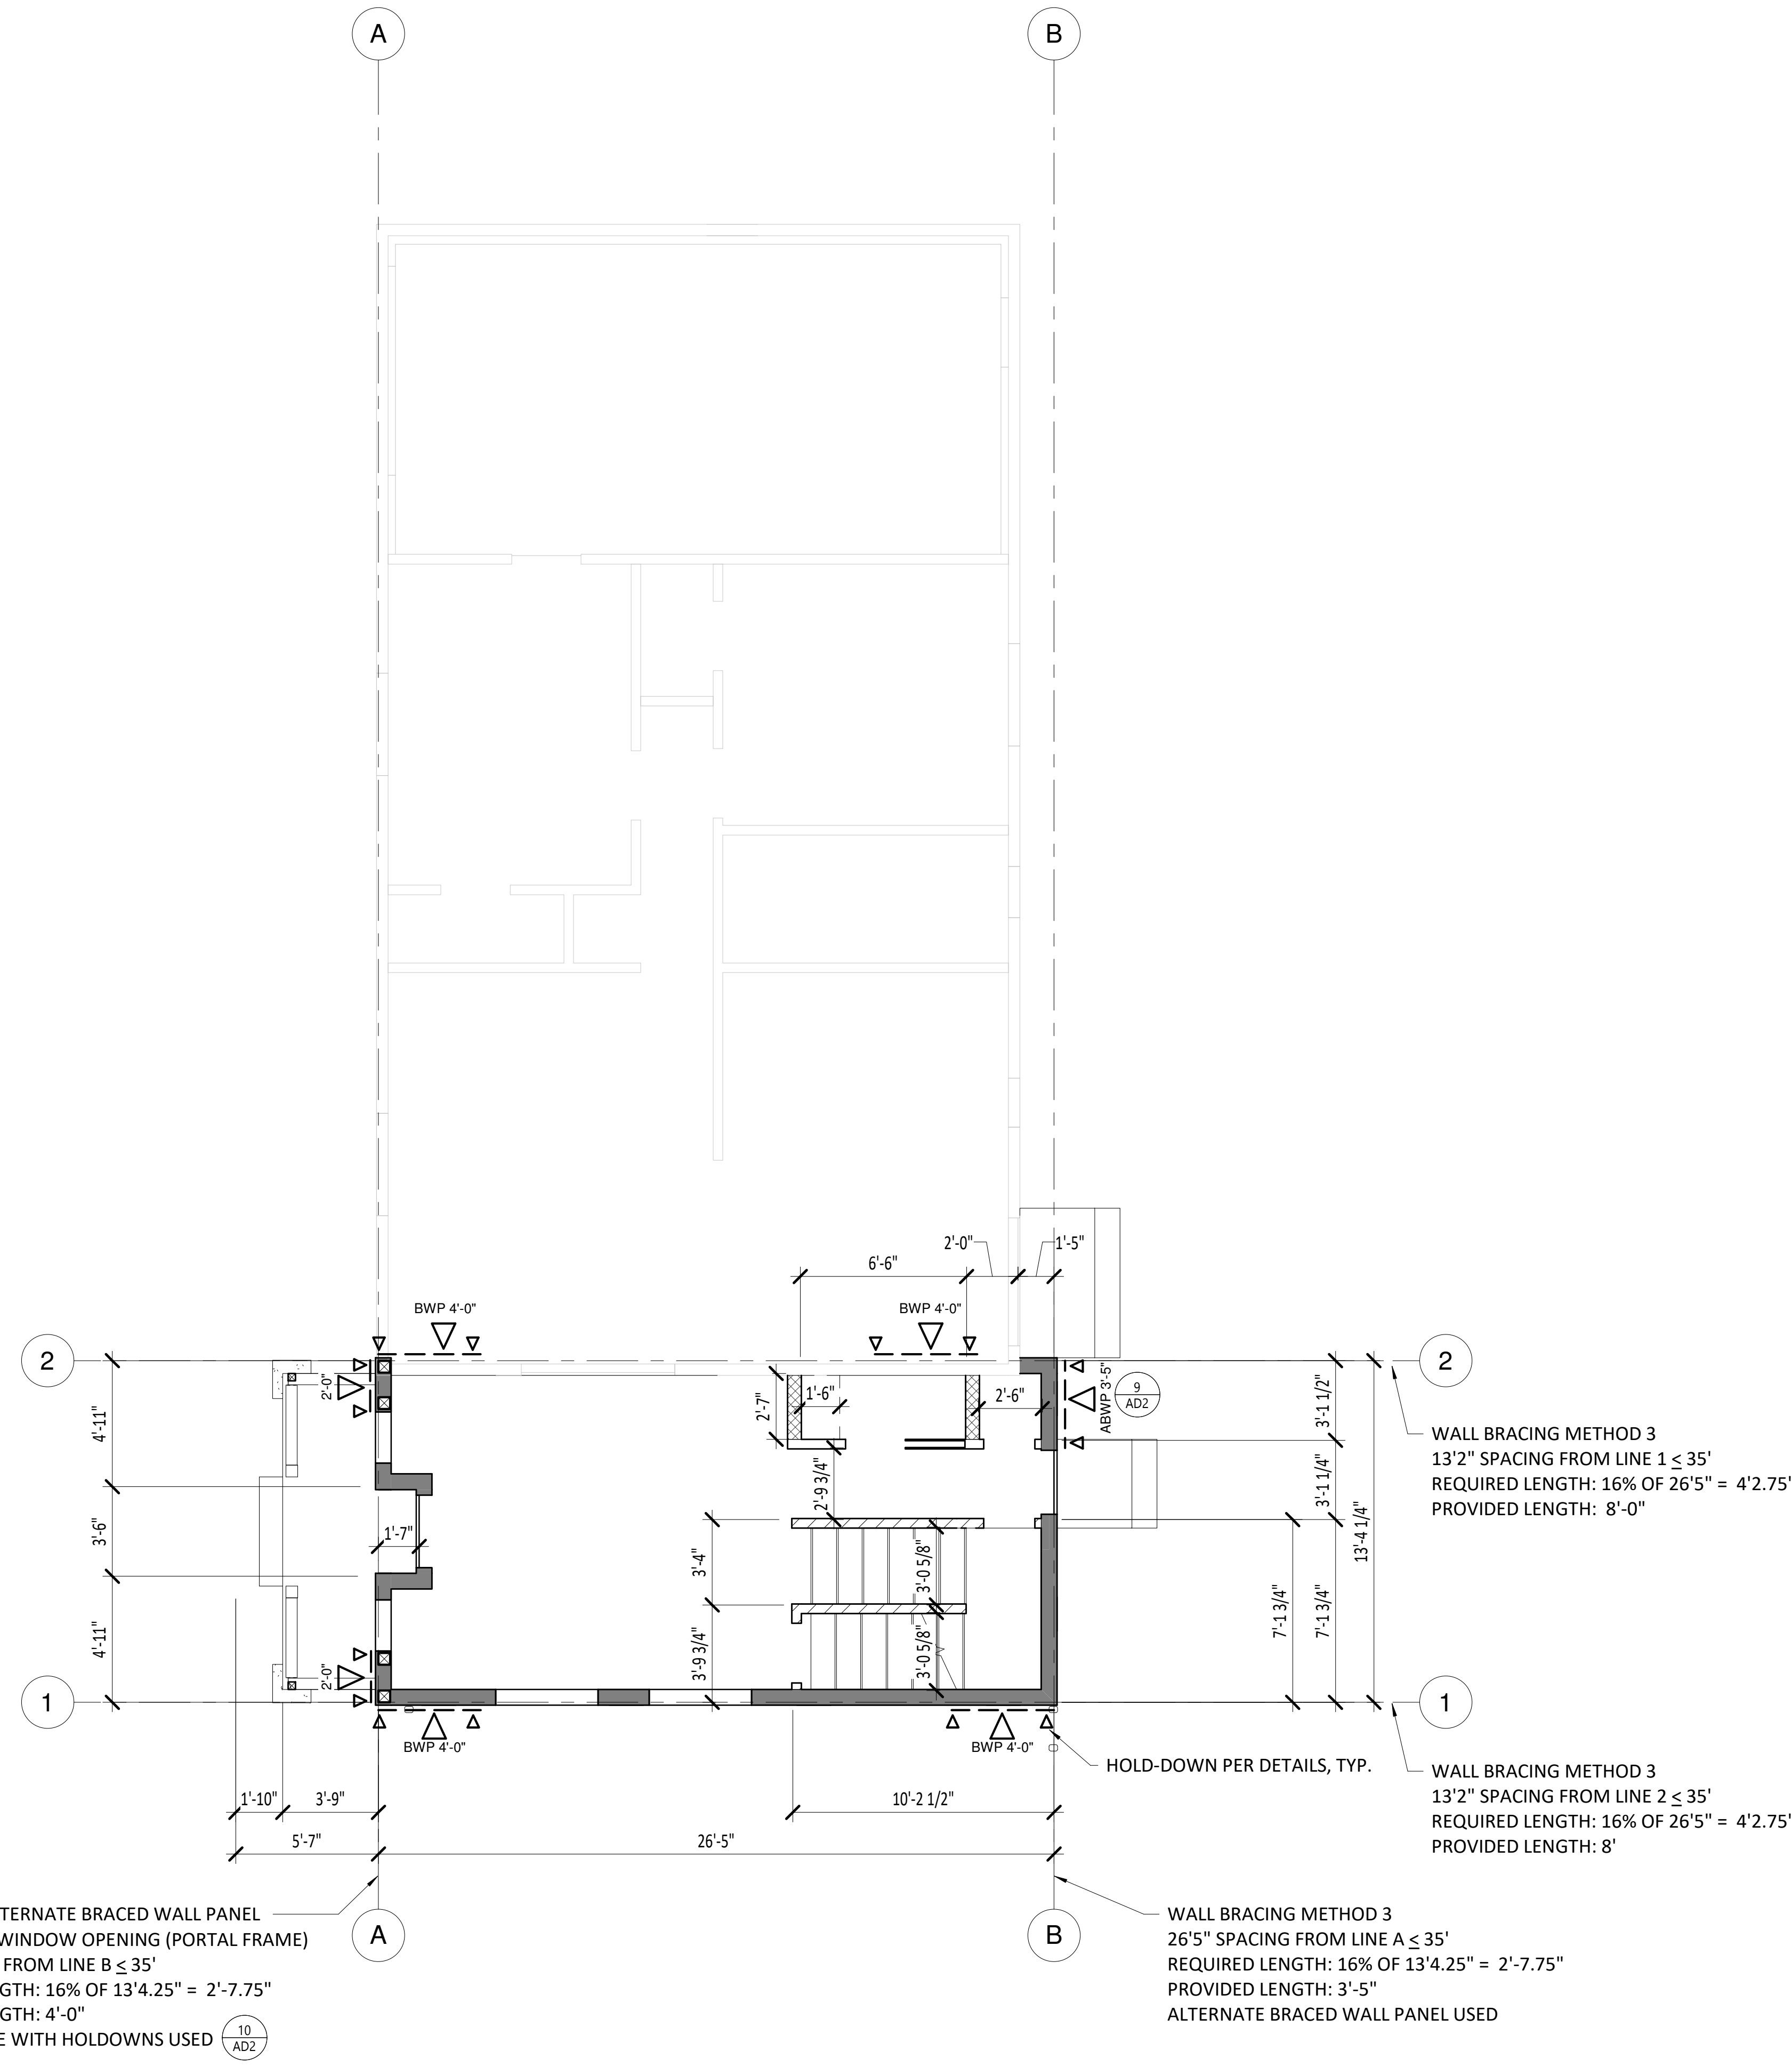 A
B
2'-0"
1'-5"
6'-6"
BWP 4'-0"
BWP 4'-0"
2
2
2'-0"
ABWP 3'-5"
9
AD2
4'-11"
2'-7"
1'-6"
2'-6"
3'-1 1/2"
WALL BRACING METHOD 3
13'2" SPACING FROM LINE 1 ≤ 35'
REQUIRED LENGTH: 16% OF 26'5" = 4'2.75"
PROVIDED LENGTH: 8'-0"
2'-9 3/4"
3'-1 1/4"
13'-4 1/4"
3'-6"
1'-7"
3'-4"
3'-0 5/8"
7'-1 3/4"
7'-1 3/4"
4'-11"
2'-0"
3'-9 3/4"
3'-0 5/8"
1
1
BWP 4'-0"
BWP 4'-0"
HOLD-DOWN PER DETAILS, TYP.
WALL BRACING METHOD 3
13'2" SPACING FROM LINE 2 ≤ 35'
REQUIRED LENGTH: 16% OF 26'5" = 4'2.75"
PROVIDED LENGTH: 8'
1'-10"
3'-9"
10'-2 1/2"
5'-7"
26'-5"
TERNATE BRACED WALL PANEL
WINDOW OPENING (PORTAL FRAME)
FROM LINE B ≤ 35'
GTH: 16% OF 13'4.25" = 2'-7.75"
GTH: 4'-0"
E WITH HOLDOWNS USED
10
AD2
A
B
WALL BRACING METHOD 3
26'5" SPACING FROM LINE A ≤ 35'
REQUIRED LENGTH: 16% OF 13'4.25" = 2'-7.75"
PROVIDED LENGTH: 3'-5"
ALTERNATE BRACED WALL PANEL USED